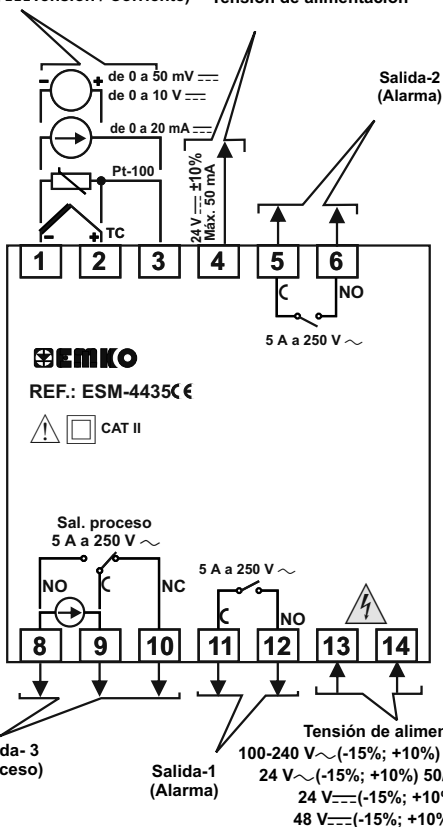 Tensión de alimentación
de 0 a 50 mV
de 0 a 10 V
de 0 a 20 mA
Pt-100
TC
24 V ±10%
Máx. 50 mA
Salida-2
(Alarma)
1 2 3 4 5 6
C NO
5 A a 250 V
EMKO
REF.: ESM-4435 CE
CAT II
Sal. proceso
5 A a 250 V
NO C NC
5 A a 250 V
C NO
8 9 10 11 12 13 14
Salida-1
(Alarma)
100-240 V (-15%; +10%)
24 V (-15%; +10%)
24 V (-15%;
48 V (-15%;